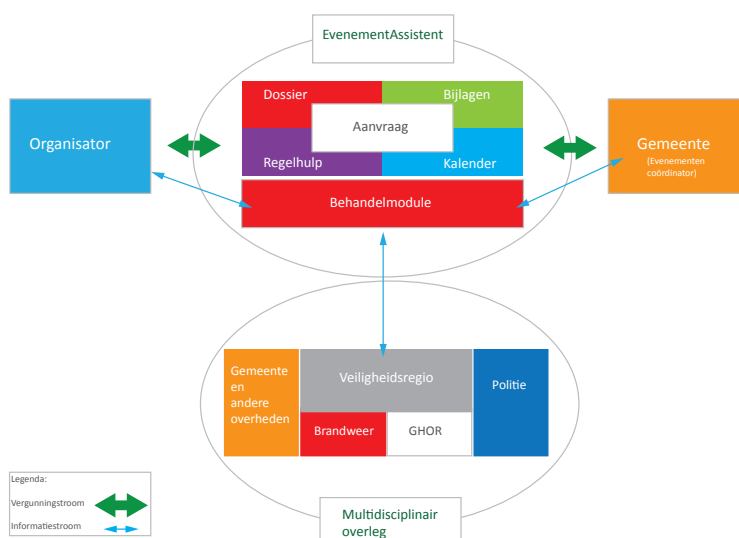 EvenementAssistent
Dossier
Bijlagen
Aanvraag
Organisator
Gemeente
(Evenementen
coördinator)
Regelhulp
Kalender
Behandelmodule
Gemeente
en
andere
overheden
Veiligheidsregio
Politie
Brandweer
GHOR
Legenda:
Vergunningstroom
Informatiestroom
Multidisciplinair
overleg